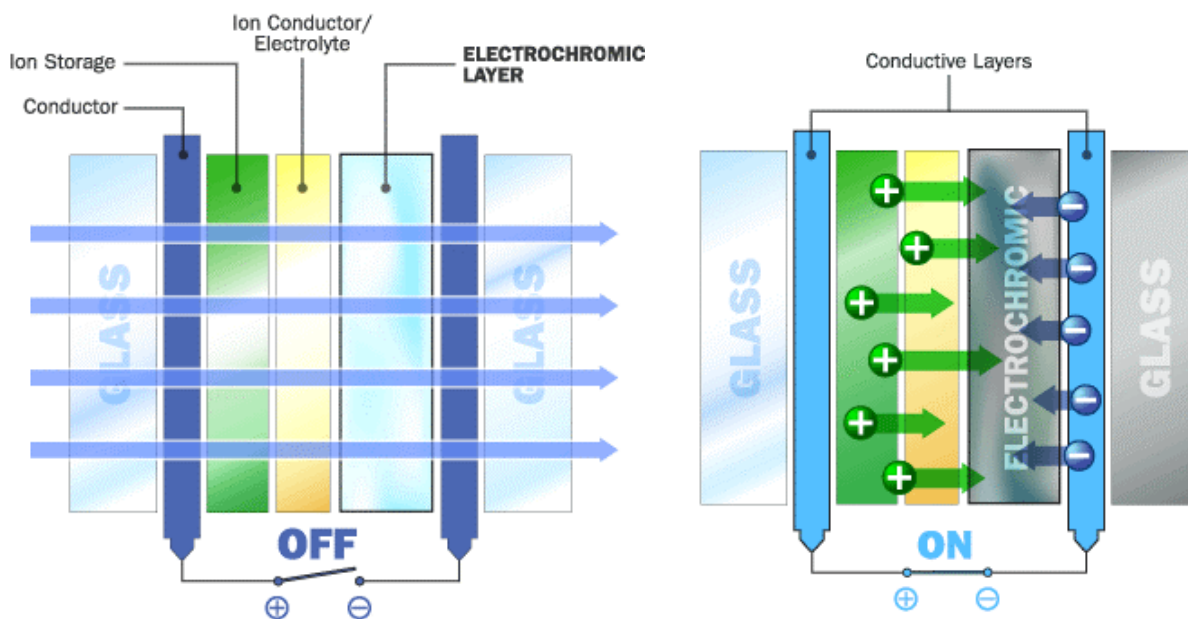 Ion Conductor/
Electrolyte
Ion Storage
ELECTROCHROMIC
LAYER
Conductor
GLASS
GLASS
OFF
+
−
Conductive Layers
GLASS
+
+
+
+
+
+
ELECTROCHROMIC
−
−
−
−
−
GLASS
ON
+
−